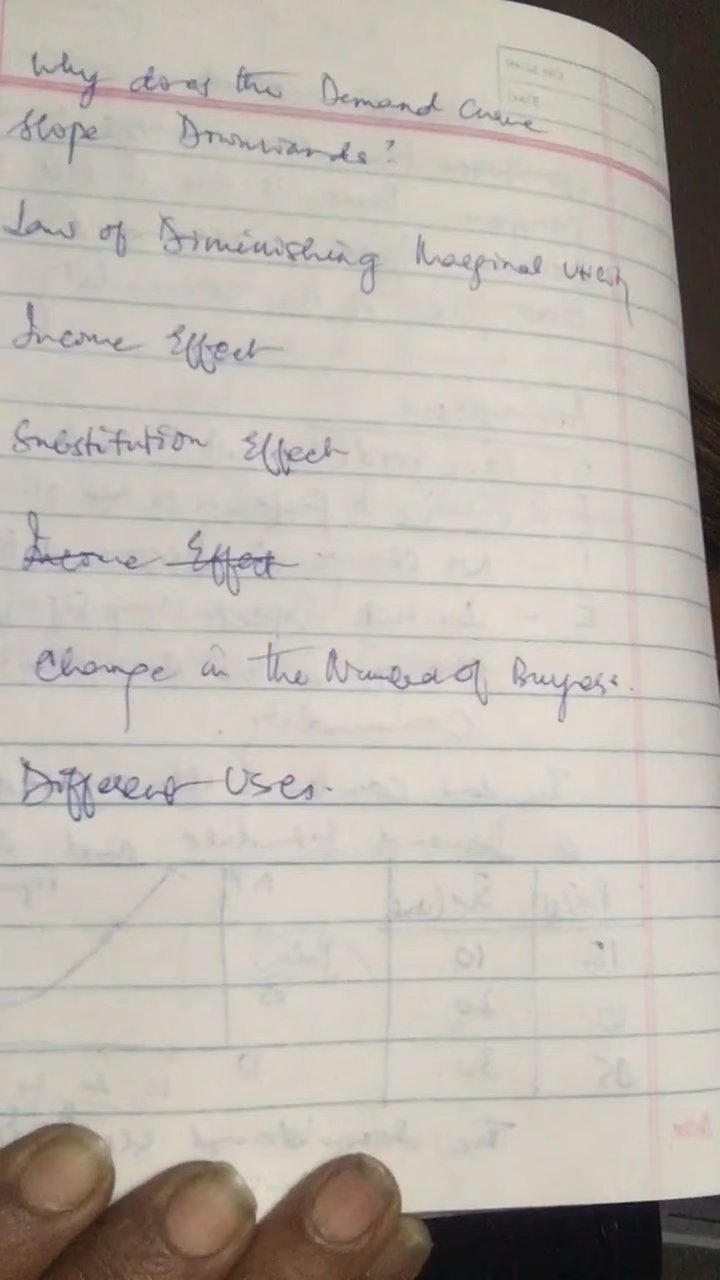 Why does the Demand Curve
slope Downwards?
Law of Diminishing Marginal Utility
Income Effect
Substitution Effect
Income Effect
Change in the Number of Buyers.
Different Uses.